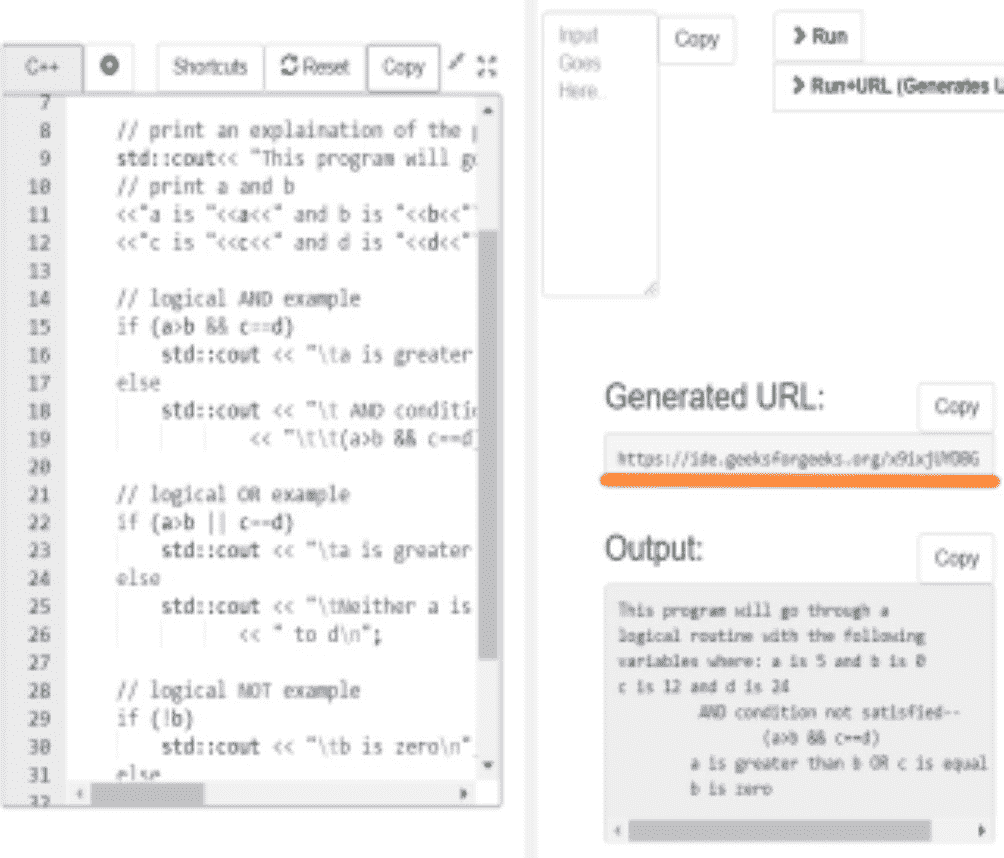 C++
Shortcuts
Reset
Copy
7
8 // print an explaination of the
9 std::cout<< "This program will
10 // print a and b
11 <<"a is "<<a<<" and b is "<<b<<"
12 <<"c is "<<c<<" and d is "<<d<<"
13
14 // logical AND example
15 if (a>b && c==d)
16 std::cout << "\ta is greater
17 else
18 std::cout << "\t AND conditi
19 << "\t\t(a>b && c==d
20
21 // logical OR example
22 if (a>b || c==d)
23 std::cout << "\ta is greater
24 else
25 std::cout << "\tNeither a is
26 << " to d\n";
27
28 // logical NOT example
29 if (!b)
30 std::cout << "\tb is zero\n"
31 else
32
Input
Goes
Here..
Copy
Run
Run+URL (Generates U
Generated URL:
Copy
Output:
Copy
This program will go through a
logical routine with the following
variables where: a is 5 and b is 0
c is 12 and d is 24
AND condition not satisfied--
(a>b && c==d)
a is greater than b OR c is equal
b is zero